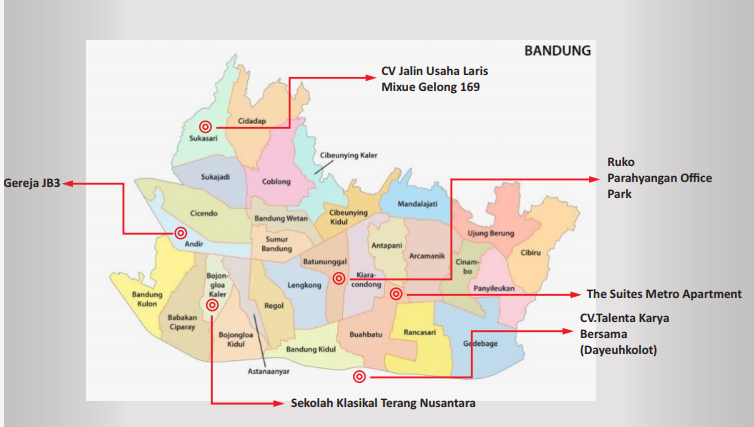 BANDUNG
CV Jalin Usaha Laris
Mixue Gelong 169
Cidadap
Sukasari
Cibeunying Kaler
Ruko
Parahyangan Office
Park
Gereja JB3
Sukajadi
Coblong
Mandalajati
Cicendo
Bandung Wetan
Cibeunying
Kidul
Ujung Berung
Andir
Sumur
Bandung
Antapani
Arcamanik
Cibiru
Batununggal
Cinam-
bo
Bojon-
gloa
Kaler
Lengkong
Kiara-
condong
Panyileukan
Bandung
Kulon
The Suites Metro Apartment
Regol
Babakan
Ciparay
CV.Talenta Karya
Bersama
(Dayeuhkolot)
Bojongloa
Kidul
Buahbatu
Rancasari
Gedebage
Bandung Kidul
Astanaanyar
Sekolah Klasikal Terang Nusantara